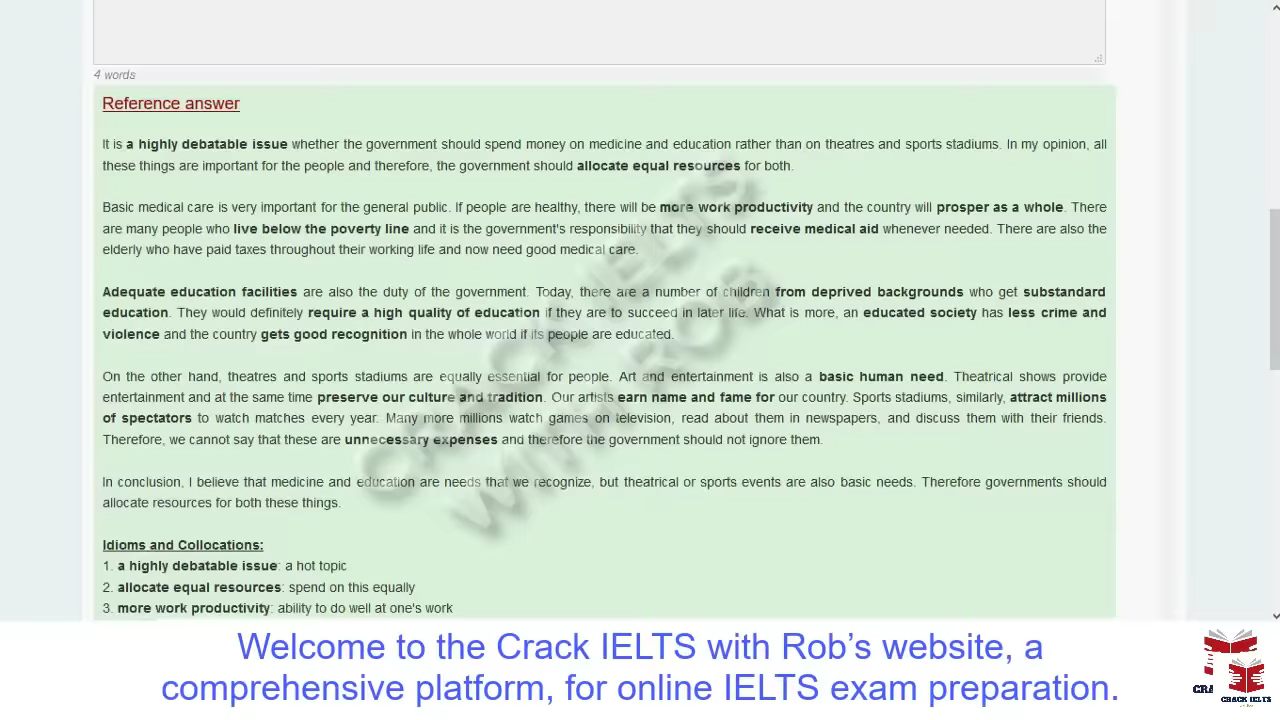 4 words
Reference answer
It is a highly debatable issue whether the government should spend money on medicine and education rather than on theatres and sports stadiums. In my opinion, all
these things are important for the people and therefore, the government should allocate equal resources for both.
Basic medical care is very important for the general public. If people are healthy, there will be more work productivity and the country will prosper as a whole. There
are many people who live below the poverty line and it is the government's responsibility that they should receive medical aid whenever needed. There are also the
elderly who have paid taxes throughout their working life and now need good medical care.
Adequate education facilities are also the duty of the government. Today, there are a number of children from deprived backgrounds who get substandard
education. They would definitely require a high quality of education if they are to succeed in later life. What is more, an educated society has less crime and
violence and the country gets good recognition in the whole world if its people are educated.
On the other hand, theatres and sports stadiums are equally essential for people. Art and entertainment is also a basic human need. Theatrical shows provide
entertainment and at the same time preserve our culture and tradition. Our artists earn name and fame for our country. Sports stadiums, similarly, attract millions
of spectators to watch matches every year. Many more millions watch games on television, read about them in newspapers, and discuss them with their friends.
Therefore, we cannot say that these are unnecessary expenses and therefore the government should not ignore them.
In conclusion, I believe that medicine and education are needs that we recognize, but theatrical or sports events are also basic needs. Therefore governments should
allocate resources for both these things.
Idioms and Collocations:
1. a highly debatable issue: a hot topic
2. allocate equal resources: spend on this equally
3. more work productivity: ability to do well at one's work
CRACK IELTS
WITH ROB
Welcome to the Crack IELTS with Rob’s website, a
comprehensive platform, for online IELTS exam preparation.
CRACK IELTS